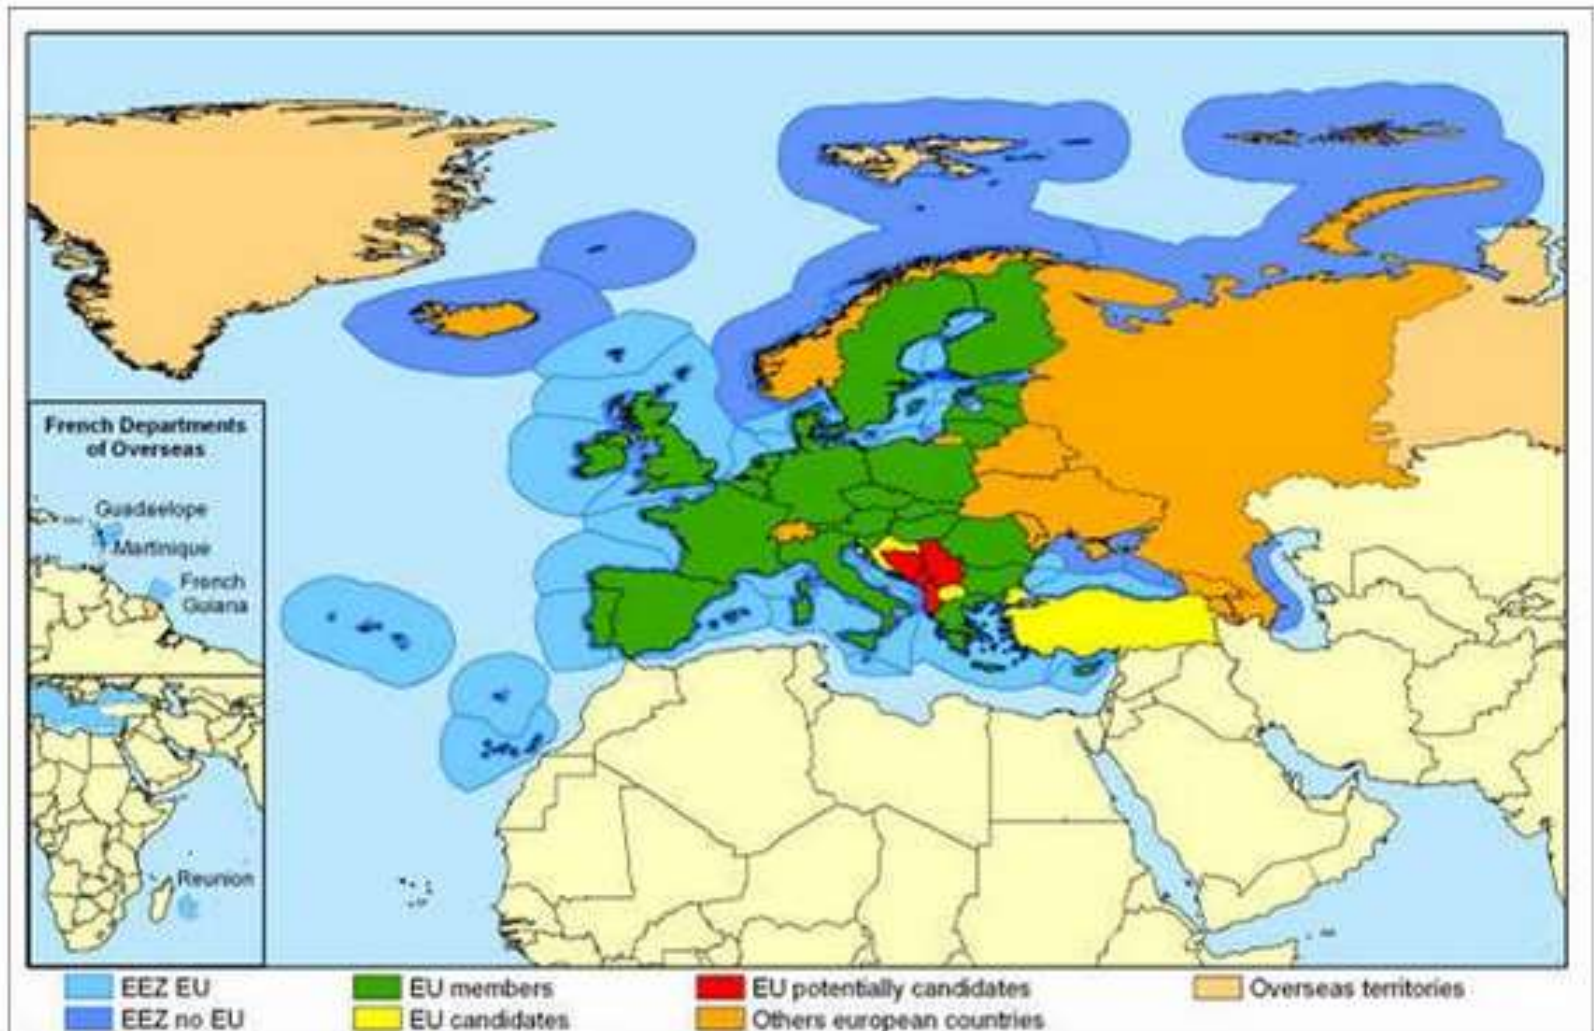 French Departments
of Overseas
Guadaelope
Martinique
French
Guiana
Reunion
EEZ EU
EU members
EU potentially candidates
Overseas territories
EEZ no EU
EU candidates
Others european countries